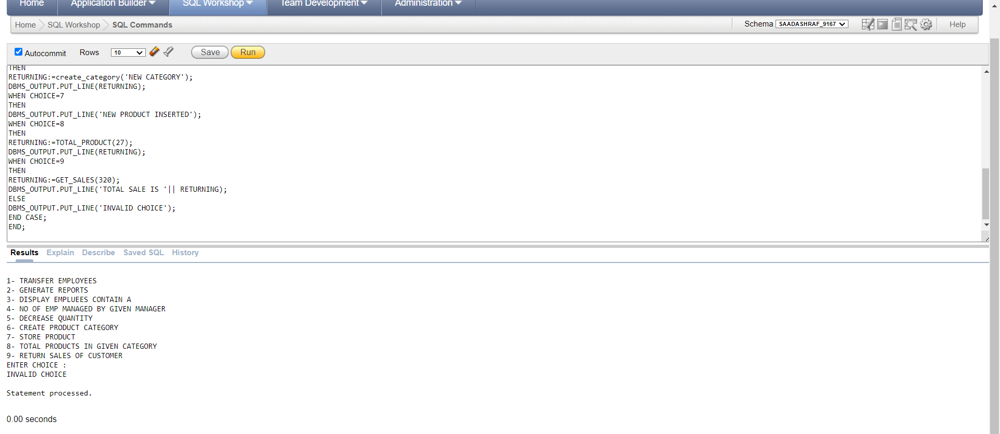 Home Application Builder SQL Workshop Team Development Administration
Home SQL Workshop SQL Commands Schema SAADASHRAF_9167 Help
Autocommit Rows 10 Save Run
THEN
RETURNING:=create_category('NEW CATEGORY');
DBMS_OUTPUT.PUT_LINE(RETURNING);
WHEN CHOICE=7
THEN
DBMS_OUTPUT.PUT_LINE('NEW PRODUCT INSERTED');
WHEN CHOICE=8
THEN
RETURNING:=TOTAL_PRODUCT(27);
DBMS_OUTPUT.PUT_LINE(RETURNING);
WHEN CHOICE=9
THEN
RETURNING:=GET_SALES(320);
DBMS_OUTPUT.PUT_LINE('TOTAL SALE IS '|| RETURNING);
ELSE
DBMS_OUTPUT.PUT_LINE('INVALID CHOICE');
END CASE;
END;
Results Explain Describe Saved SQL History
1- TRANSFER EMPLOYEES
2- GENERATE REPORTS
3- DISPLAY EMPLUEES CONTAIN A
4- NO OF EMP MANAGED BY GIVEN MANAGER
5- DECREASE QUANTITY
6- CREATE PRODUCT CATEGORY
7- STORE PRODUCT
8- TOTAL PRODUCTS IN GIVEN CATEGORY
9- RETURN SALES OF CUSTOMER
ENTER CHOICE :
INVALID CHOICE
Statement processed.
0.00 seconds